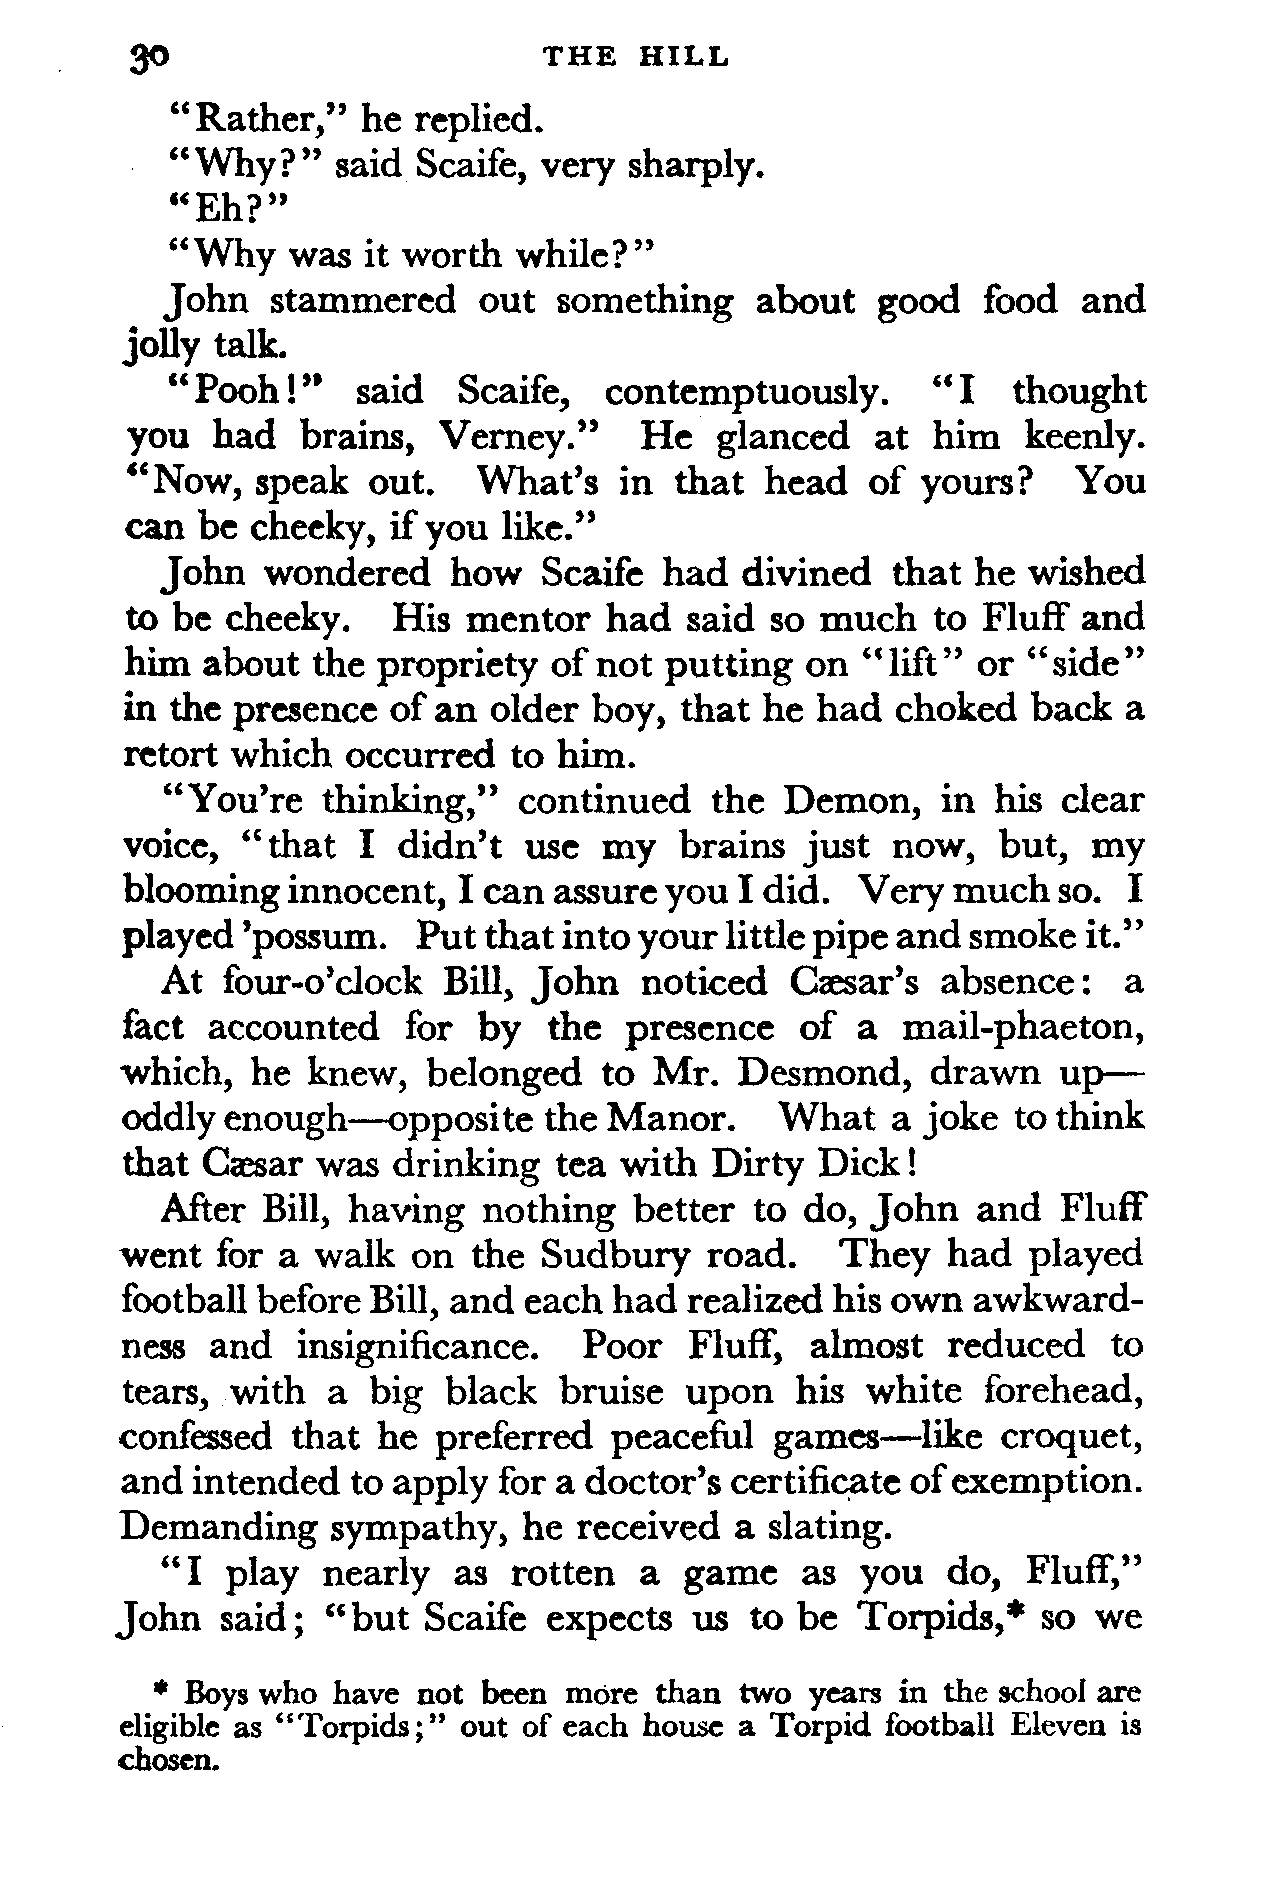 30 THE HILL
“Rather,” he replied.
“Why?” said Scaife, very sharply.
“Eh?”
“Why was it worth while?”
John stammered out something about good food and
jolly talk.
“Pooh!” said Scaife, contemptuously. “I thought
you had brains, Verney.” He glanced at him keenly.
“Now, speak out. What’s in that head of yours? You
can be cheeky, if you like.”
John wondered how Scaife had divined that he wished
to be cheeky. His mentor had said so much to Fluff and
him about the propriety of not putting on “lift” or “side”
in the presence of an older boy, that he had choked back a
retort which occurred to him.
“You’re thinking,” continued the Demon, in his clear
voice, “that I didn’t use my brains just now, but, my
blooming innocent, I can assure you I did. Very much so. I
played ’possum. Put that into your little pipe and smoke it.”
At four-o’clock Bill, John noticed Cæsar’s absence: a
fact accounted for by the presence of a mail-phaeton,
which, he knew, belonged to Mr. Desmond, drawn up—
oddly enough—opposite the Manor. What a joke to think
that Cæsar was drinking tea with Dirty Dick!
After Bill, having nothing better to do, John and Fluff
went for a walk on the Sudbury road. They had played
football before Bill, and each had realized his own awkward-
ness and insignificance. Poor Fluff, almost reduced to
tears, with a big black bruise upon his white forehead,
confessed that he preferred peaceful games—like croquet,
and intended to apply for a doctor’s certificate of exemption.
Demanding sympathy, he received a slating.
“I play nearly as rotten a game as you do, Fluff,”
John said; “but Scaife expects us to be Torpids,* so we
* Boys who have not been more than two years in the school are
eligible as “Torpids;” out of each house a Torpid football Eleven is
chosen.